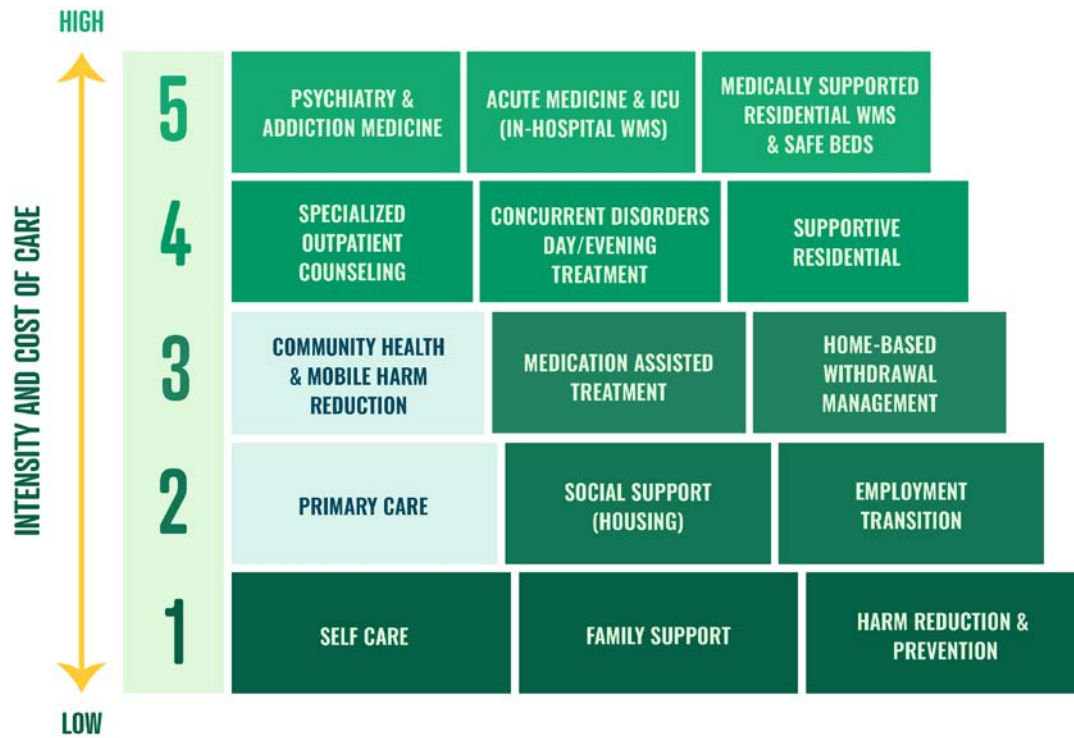 HIGH
INTENSITY AND COST OF CARE
5
PSYCHIATRY &
ADDICTION MEDICINE
ACUTE MEDICINE & ICU
(IN-HOSPITAL WMS)
MEDICALLY SUPPORTED
RESIDENTIAL WMS
& SAFE BEDS
4
SPECIALIZED
OUTPATIENT
COUNSELING
CONCURRENT DISORDERS
DAY/EVENING
TREATMENT
SUPPORTIVE
RESIDENTIAL
3
COMMUNITY HEALTH
& MOBILE HARM
REDUCTION
MEDICATION ASSISTED
TREATMENT
HOME-BASED
WITHDRAWAL
MANAGEMENT
2
PRIMARY CARE
SOCIAL SUPPORT
(HOUSING)
EMPLOYMENT
TRANSITION
1
SELF CARE
FAMILY SUPPORT
HARM REDUCTION &
PREVENTION
LOW